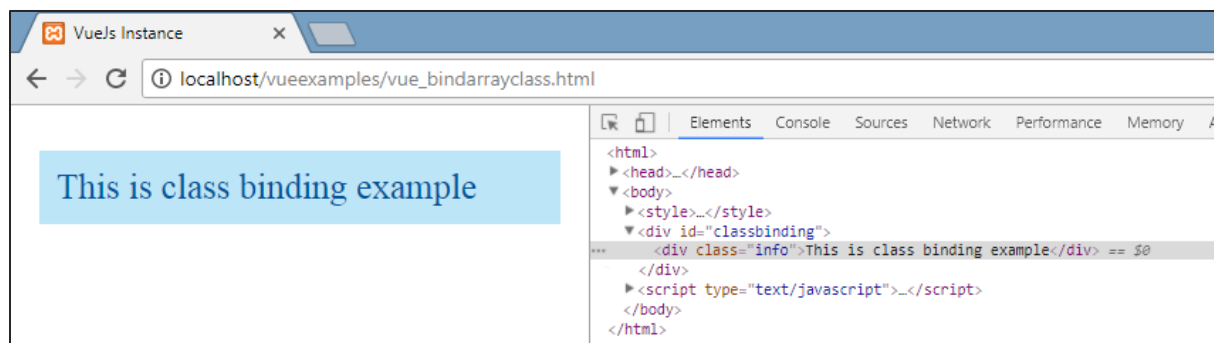 VueJs Instance
localhost/vueexamples/vue_bindarrayclass.html
This is class binding example
Elements Console Sources Network Performance Memory
<html>
▶<head>…</head>
▼<body>
▶<style>…</style>
▼<div id="classbinding">
... <div class="info">This is class binding example</div> == $0
</div>
▶<script type="text/javascript">…</script>
</body>
</html>